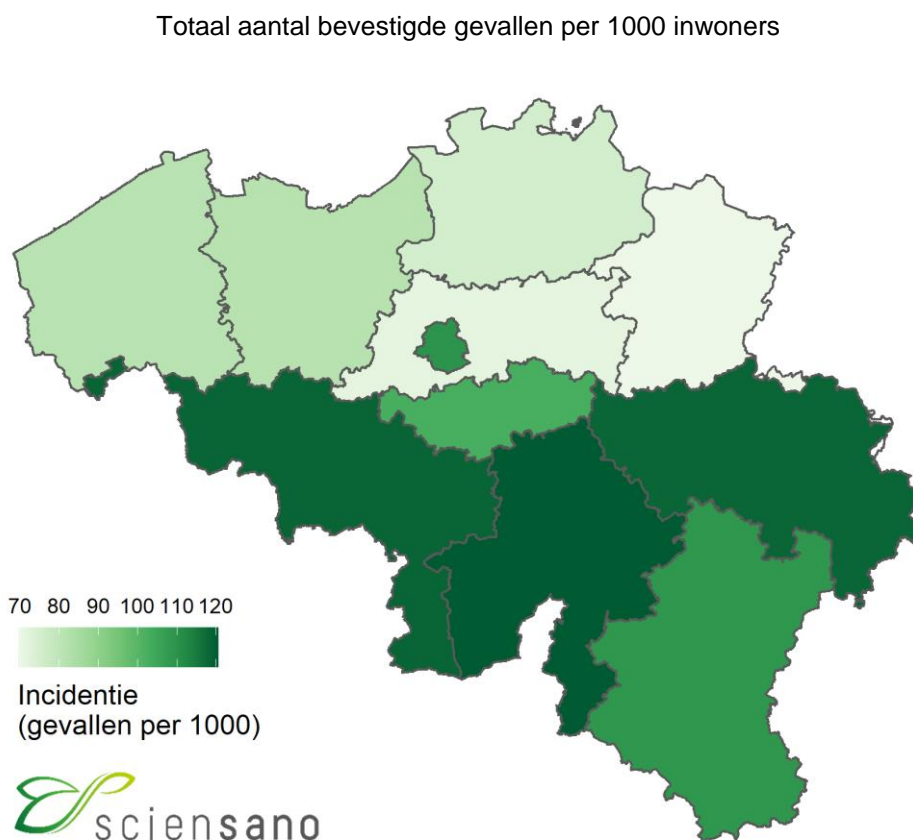 Totaal aantal bevestigde gevallen per 1000 inwoners
70 80 90 100 110 120
Incidentie
(gevallen per 1000)
sciensano